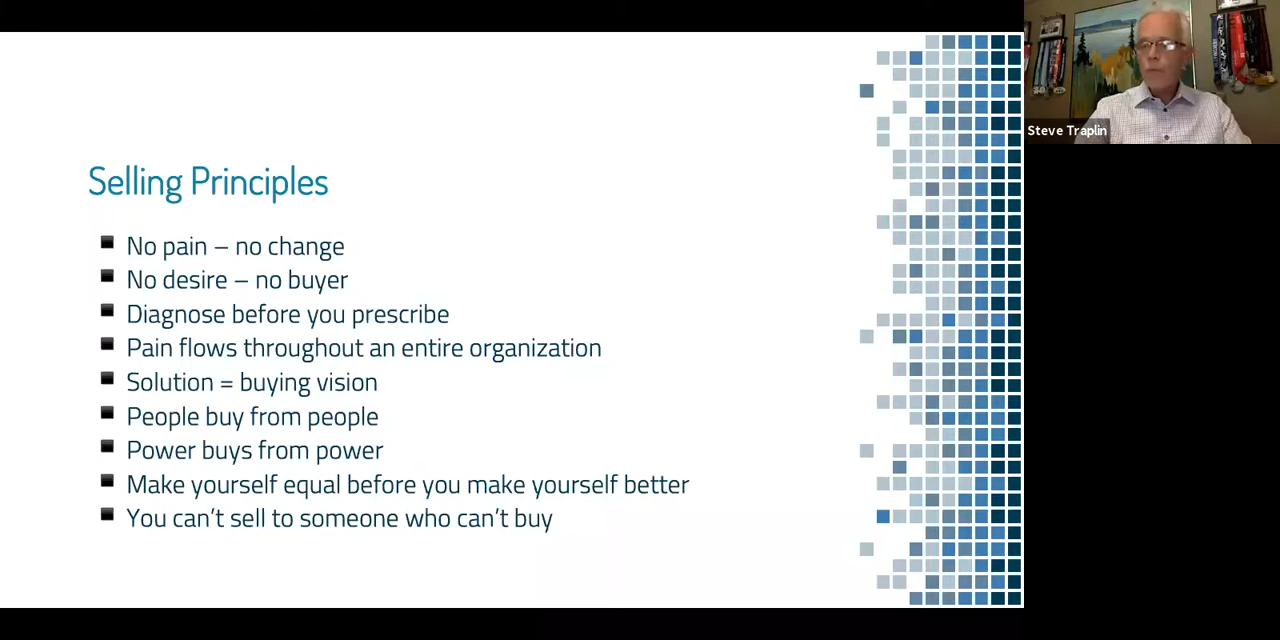 Selling Principles
No pain – no change
No desire – no buyer
Diagnose before you prescribe
Pain flows throughout an entire organization
Solution = buying vision
People buy from people
Power buys from power
Make yourself equal before you make yourself better
You can’t sell to someone who can’t buy
Steve Traplin